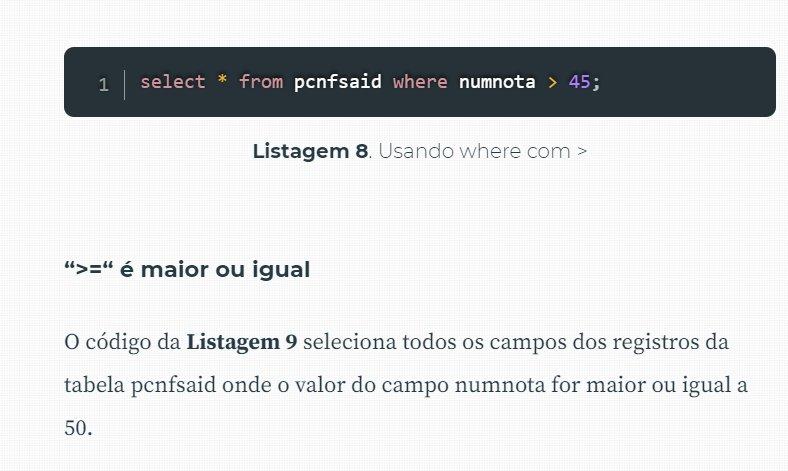 1 select * from pcnfsaid where numnota > 45;
Listagem 8. Usando where com >
“>=“ é maior ou igual
O código da Listagem 9 seleciona todos os campos dos registros da
tabela pcnfsaid onde o valor do campo numnota for maior ou igual a
50.